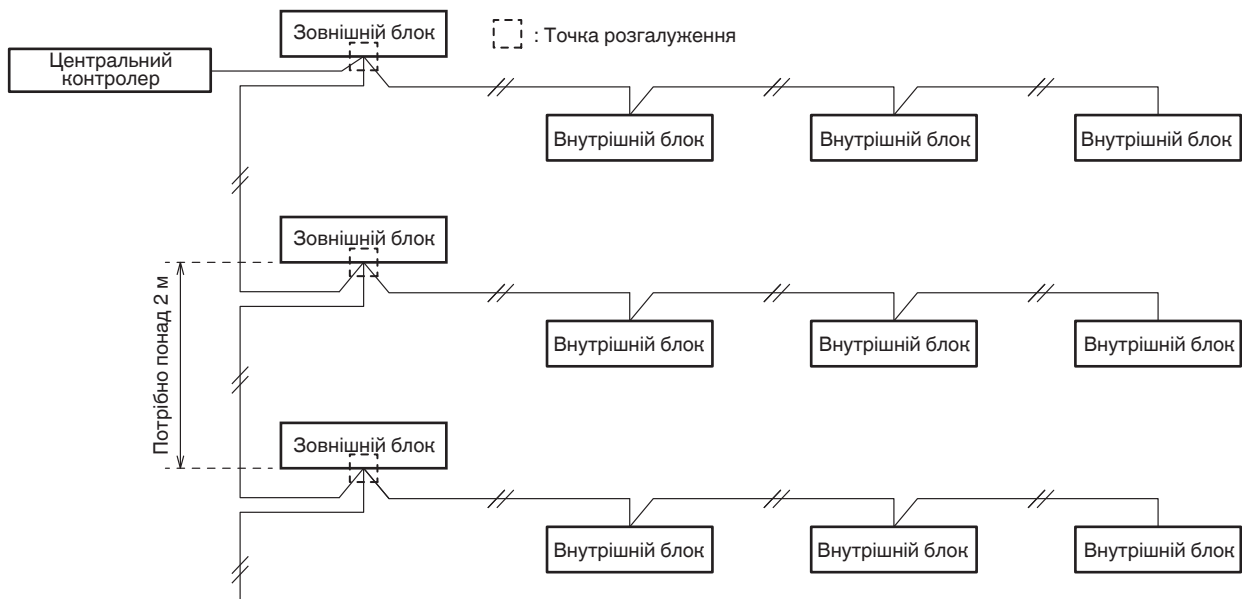 Зовнішній блок
: Точка розгалуження
Центральний
контролер
Внутрішній блок
Внутрішній блок
Внутрішній блок
Зовнішній блок
Потрібно понад 2 м
Внутрішній блок
Внутрішній блок
Внутрішній блок
Зовнішній блок
Внутрішній блок
Внутрішній блок
Внутрішній блок